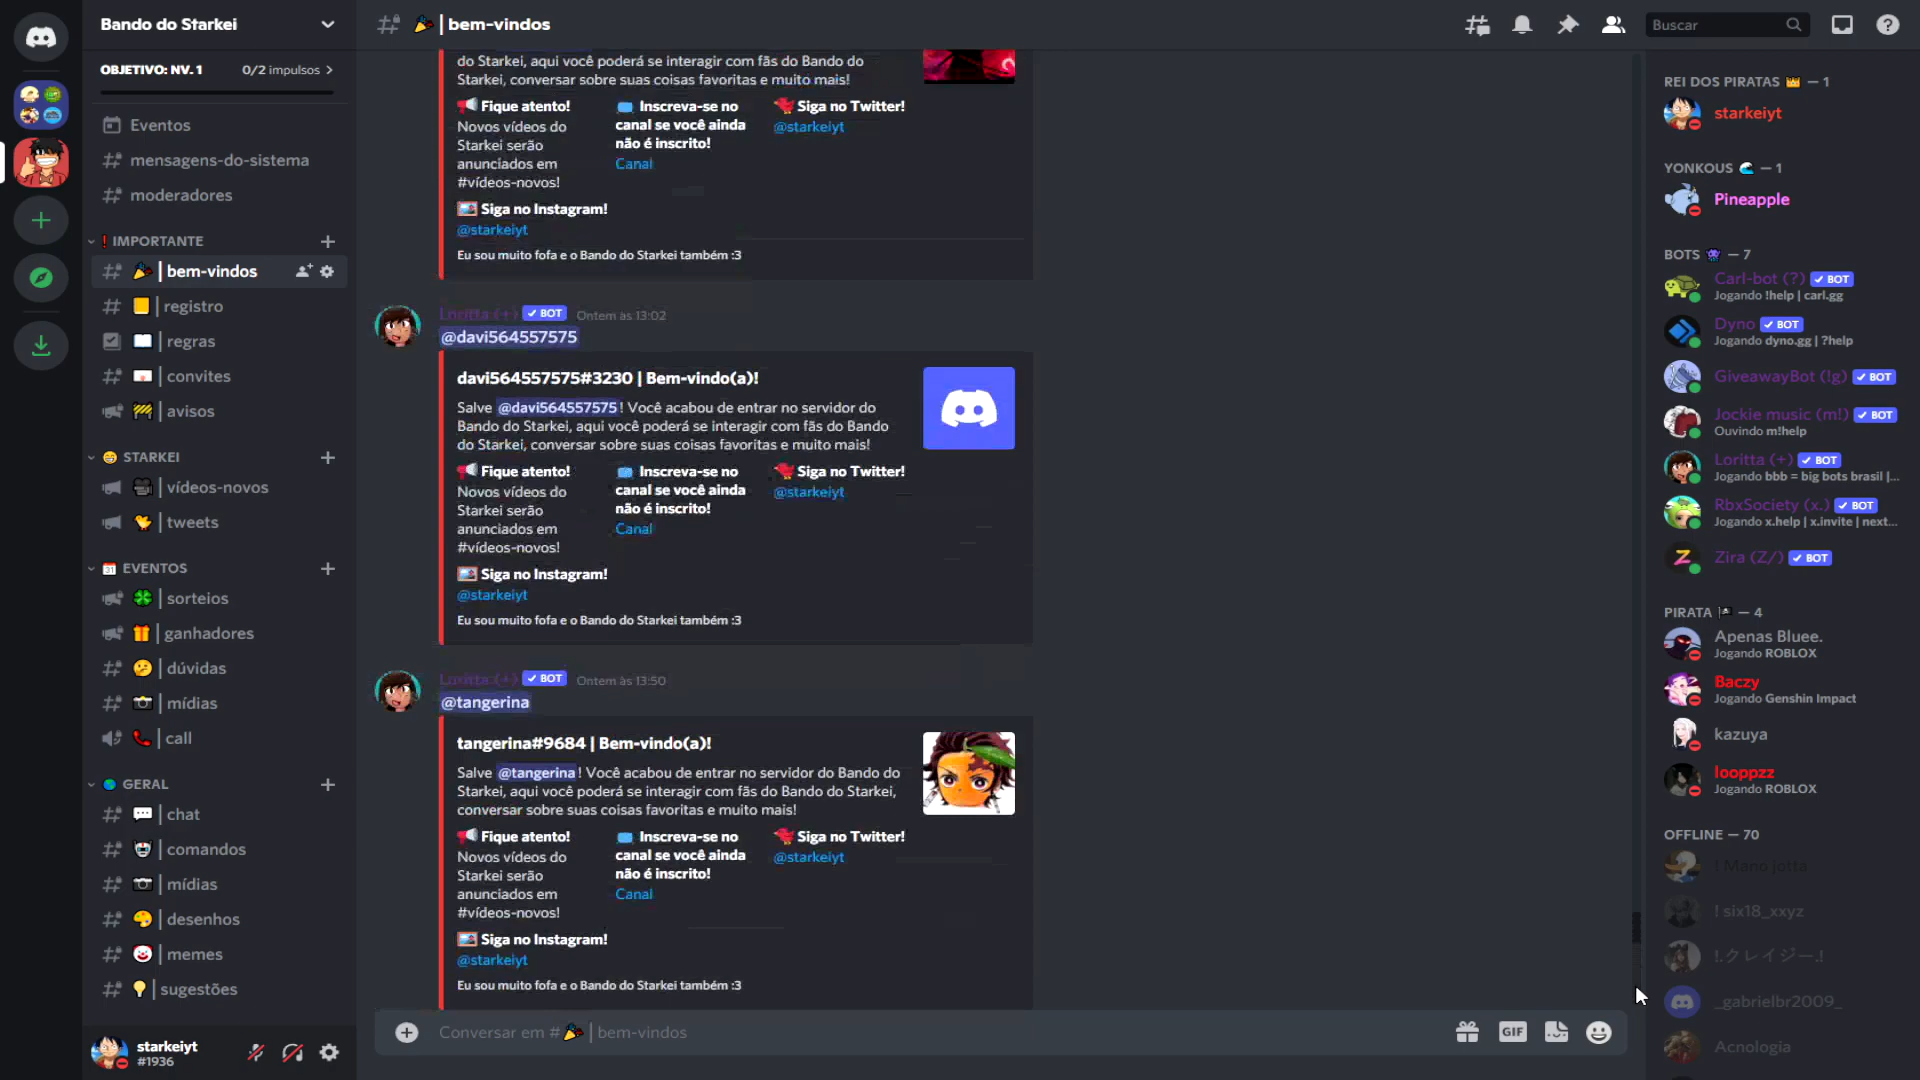 Bando do Starkei
OBJETIVO: NV. 1
0/2 impulsos
Eventos
mensagens-do-sistema
moderadores
IMPORTANTE
| bem-vindos
| registro
| regras
| convites
| avisos
STARKEI
| vídeos-novos
| tweets
EVENTOS
| sorteios
| ganhadores
| dúvidas
| mídias
| call
GERAL
| chat
| comandos
| mídias
| desenhos
| memes
| sugestões
starkeiyt
#1936
| bem-vindos
Buscar
do Starkei, aqui você poderá se interagir com fãs do Bando do
Starkei, conversar sobre suas coisas favoritas e muito mais!
Fique atento!
Novos vídeos do
Starkei serão
anunciados em
#vídeos-novos!
Inscreva-se no
canal se você ainda
não é inscrito!
Canal
Siga no Twitter!
@starkeiyt
Siga no Instagram!
@starkeiyt
Eu sou muito fofa e o Bando do Starkei também :3
Loritta (+) BOT Ontem às 13:02
@davi564557575
davi564557575#3230 | Bem-vindo(a)!
Salve @davi564557575! Você acabou de entrar no servidor do
Bando do Starkei, aqui você poderá se interagir com fãs do Bando
do Starkei, conversar sobre suas coisas favoritas e muito mais!
Fique atento!
Novos vídeos do
Starkei serão
anunciados em
#vídeos-novos!
Inscreva-se no
canal se você ainda
não é inscrito!
Canal
Siga no Twitter!
@starkeiyt
Siga no Instagram!
@starkeiyt
Eu sou muito fofa e o Bando do Starkei também :3
Loritta (+) BOT Ontem às 13:50
@tangerina
tangerina#9684 | Bem-vindo(a)!
Salve @tangerina! Você acabou de entrar no servidor do Bando do
Starkei, aqui você poderá se interagir com fãs do Bando do Starkei,
conversar sobre suas coisas favoritas e muito mais!
Fique atento!
Novos vídeos do
Starkei serão
anunciados em
#vídeos-novos!
Inscreva-se no
canal se você ainda
não é inscrito!
Canal
Siga no Twitter!
@starkeiyt
Siga no Instagram!
@starkeiyt
Eu sou muito fofa e o Bando do Starkei também :3
Conversar em # | bem-vindos
GIF
REI DOS PIRATAS — 1
starkeiyt
YONKOUS — 1
Pineapple
BOTS — 7
Carl-bot (?) BOT
Jogando !help | carl.gg
Dyno BOT
Jogando dyno.gg | ?help
GiveawayBot (!g) BOT
Jockie music (m!) BOT
Ouvindo m!help
Loritta (+) BOT
Jogando bbb = big bots brasil |...
RbxSociety (x.) BOT
Jogando x.help | x.invite | next...
Zira (Z/) BOT
PIRATA — 4
Apenas Bluee.
Jogando ROBLOX
Baczy
Jogando Genshin Impact
kazuya
looppzz
Jogando ROBLOX
OFFLINE — 70
! Mano jotta
! six18_xxyz
!.クレイジー.!
_gabrielbr2009_
Acnologia